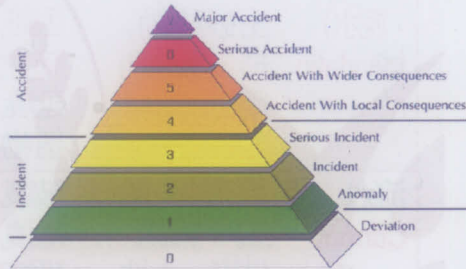 7 Major Accident
6 Serious Accident
5 Accident With Wider Consequences
4 Accident With Local Consequences
3 Serious Incident
2 Incident
1 Anomaly
0 Deviation
Accident
Incident